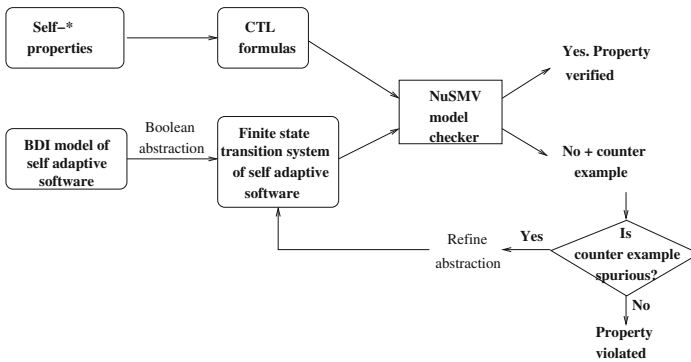 Self-*
properties
CTL
formulas
NuSMV
model
checker
Yes. Property
verified
BDI model of
self adaptive
software
Boolean
abstraction
Finite state
transition system
of self adaptive
software
No + counter
example
Is
counter example
spurious?
Yes
Refine
abstraction
No
Property
violated